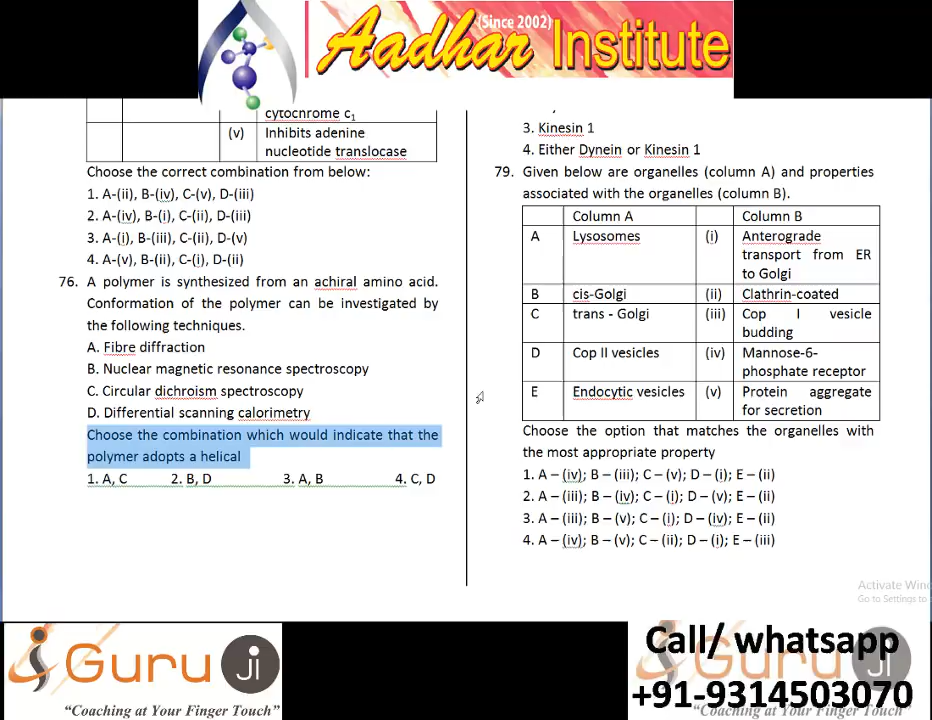 (Since 2002)
Aadhar Institute
cytochrome c₁
(v) Inhibits adenine
nucleotide translocase
Choose the correct combination from below:
1. A-(ii), B-(iv), C-(v), D-(iii)
2. A-(iv), B-(i), C-(ii), D-(iii)
3. A-(i), B-(iii), C-(ii), D-(v)
4. A-(v), B-(ii), C-(i), D-(ii)
76. A polymer is synthesized from an achiral amino acid.
Conformation of the polymer can be investigated by
the following techniques.
A. Fibre diffraction
B. Nuclear magnetic resonance spectroscopy
C. Circular dichroism spectroscopy
D. Differential scanning calorimetry
Choose the combination which would indicate that the
polymer adopts a helical
1. A, C 2. B, D 3. A, B 4. C, D
3. Kinesin 1
4. Either Dynein or Kinesin 1
79. Given below are organelles (column A) and properties
associated with the organelles (column B).
Column A Column B
A Lysosomes (i) Anterograde
transport from ER
to Golgi
B cis-Golgi (ii) Clathrin-coated
C trans - Golgi (iii) Cop I vesicle
budding
D Cop II vesicles (iv) Mannose-6-
phosphate receptor
E Endocytic vesicles (v) Protein aggregate
for secretion
Choose the option that matches the organelles with
the most appropriate property
1. A – (iv); B – (iii); C – (v); D – (i); E – (ii)
2. A – (iii); B – (iv); C – (i); D – (v); E – (ii)
3. A – (iii); B – (v); C – (i); D – (iv); E – (ii)
4. A – (iv); B – (v); C – (ii); D – (i); E – (iii)
Activate Win
Go to Settings to
Guru Ji
“Coaching at Your Finger Touch”
Call/ whatsapp
+91-9314503070
“Coaching at Your Finger Touch”